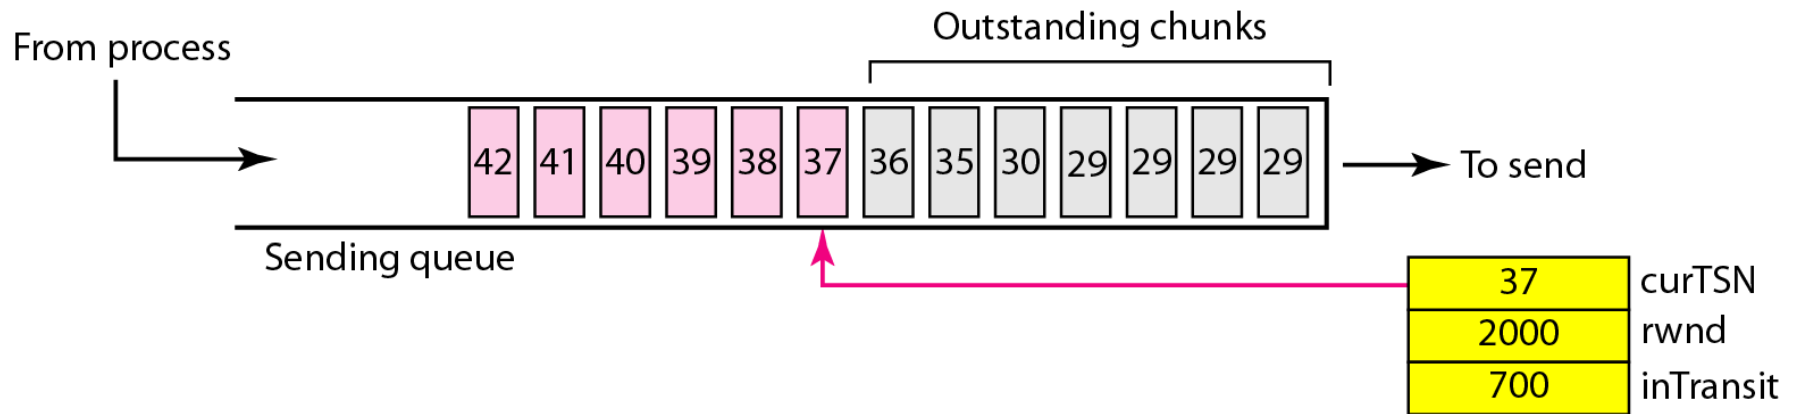 Outstanding chunks
From process
42 41 40 39 38 37 36 35 30 29 29 29 29
To send
Sending queue
37 curTSN
2000 rwnd
700 inTransit